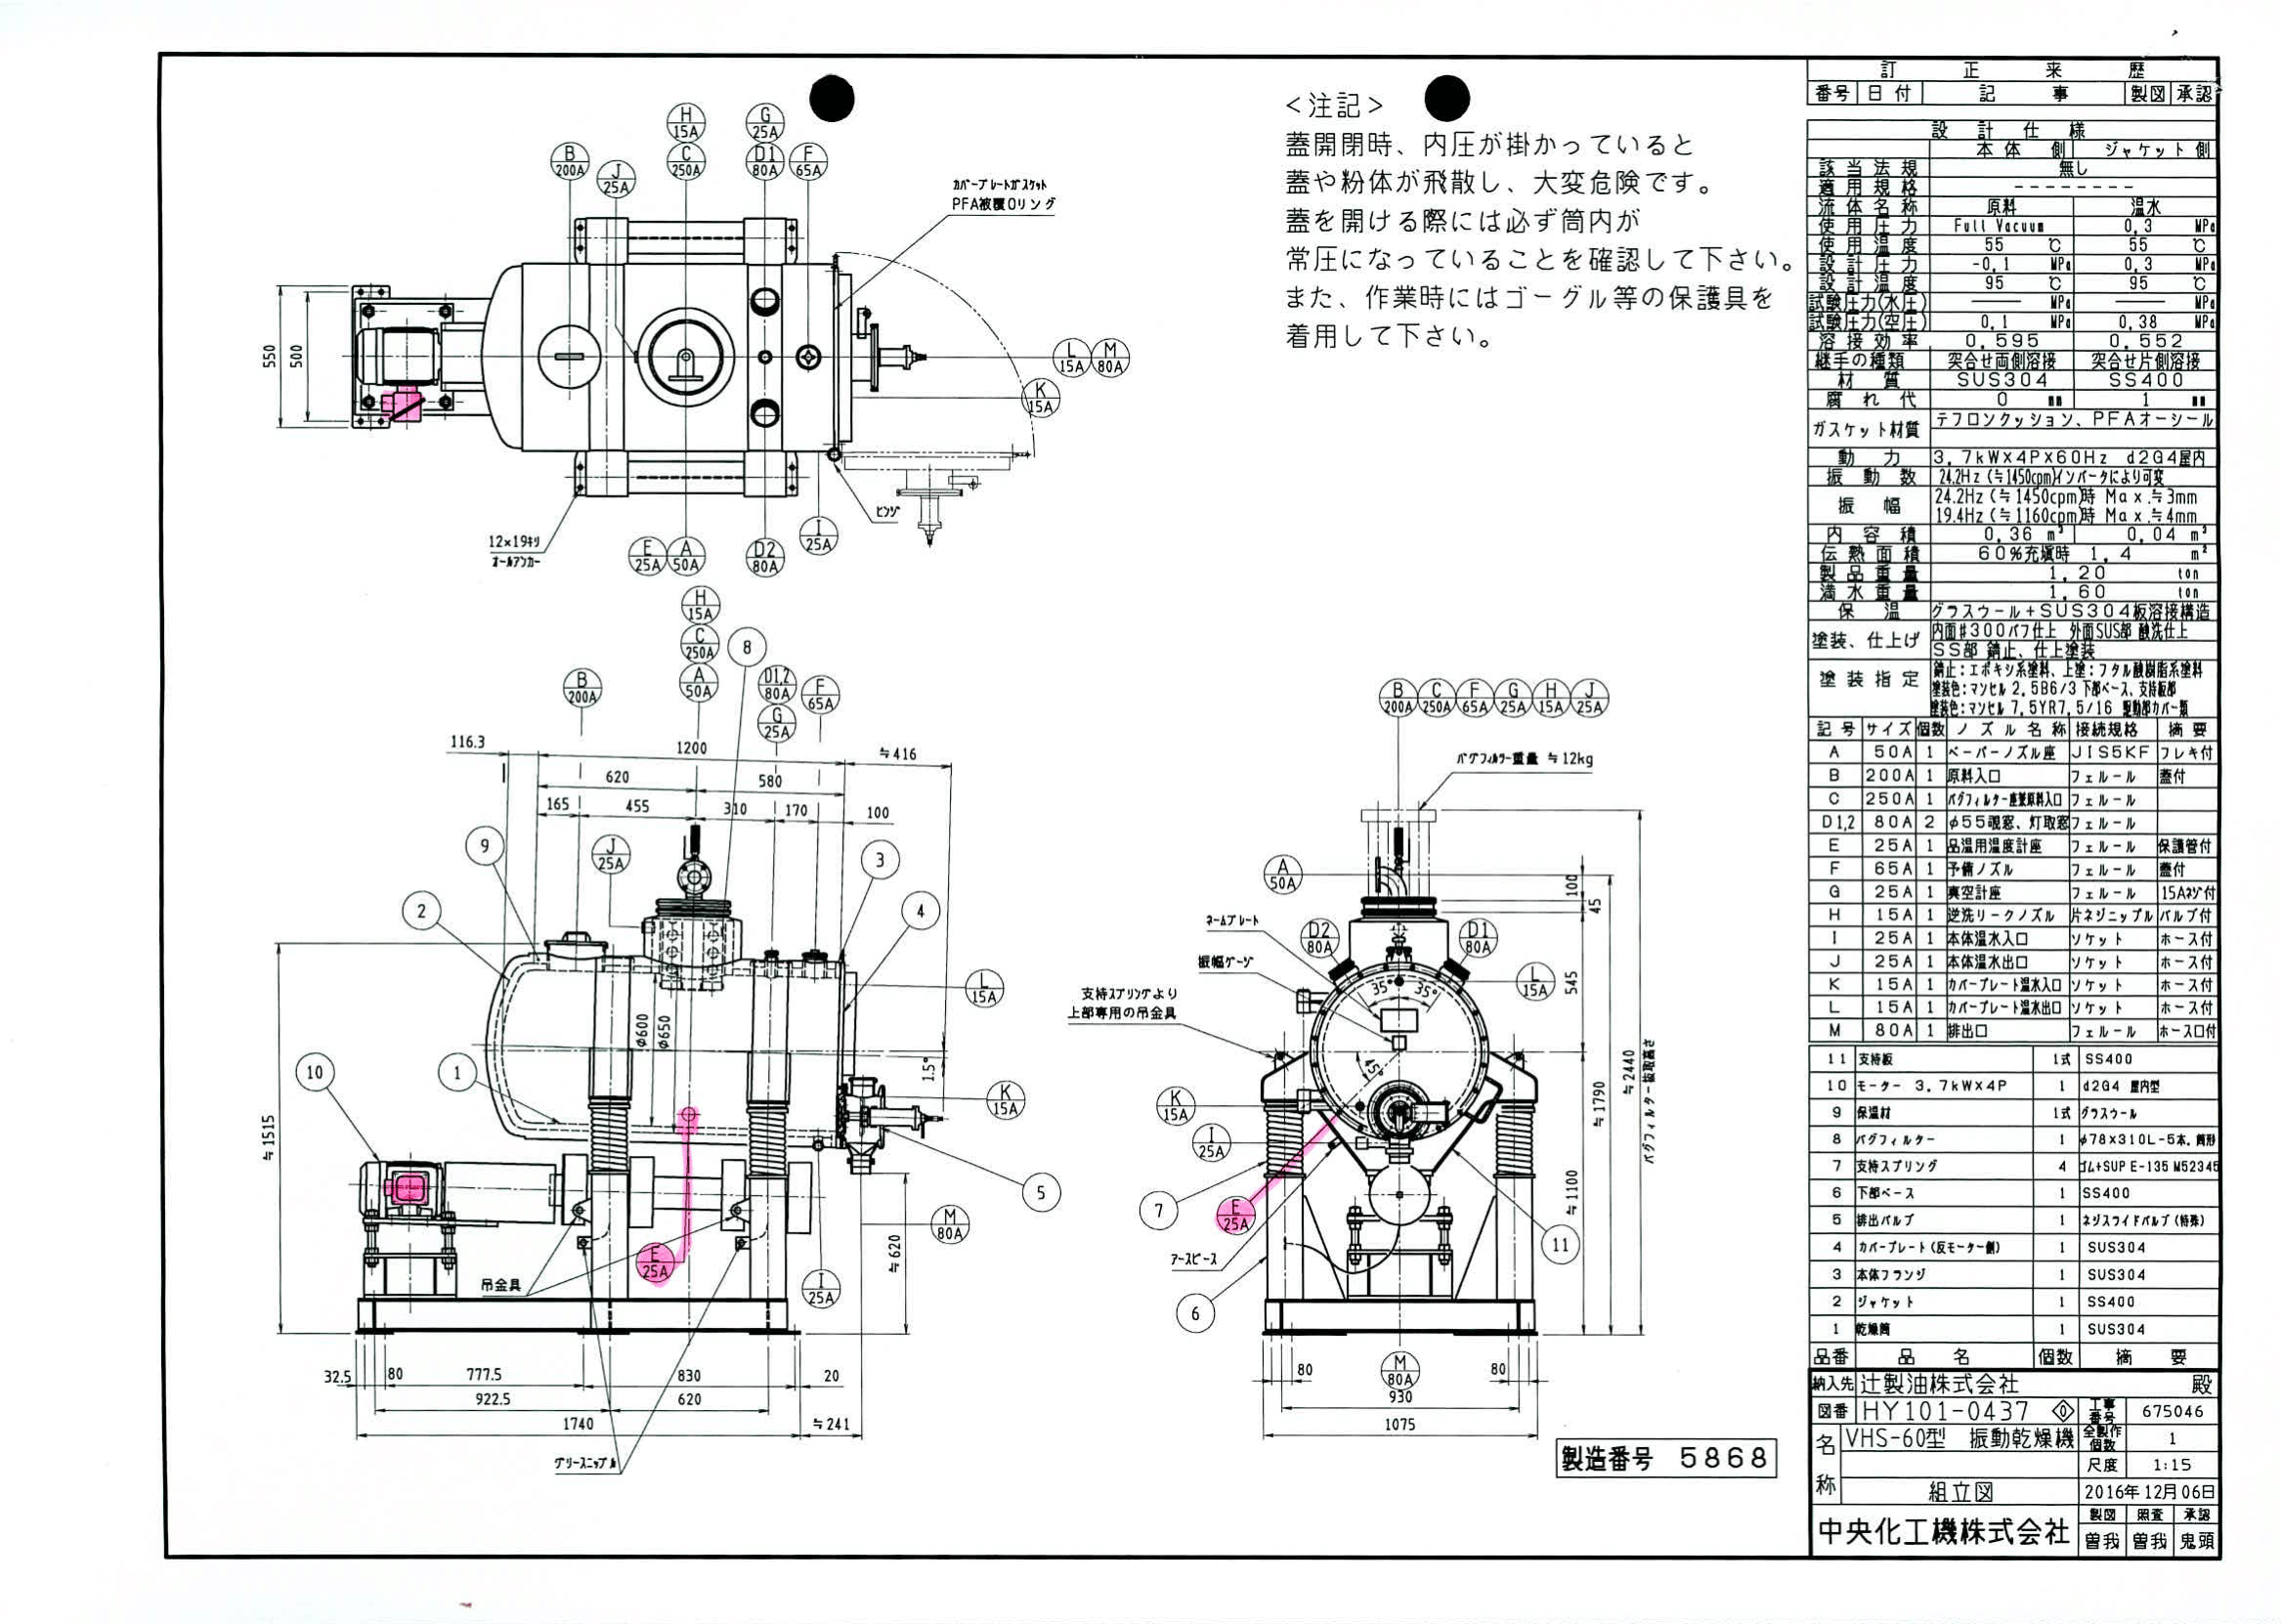 <注記>
蓋開閉時、内圧が掛かっていると
蓋や粉体が飛散し、大変危険です。
蓋を開ける際には必ず筒内が
常圧になっていることを確認して下さい。
また、作業時にはゴーグル等の保護具を
着用して下さい。
H 15A
G 25A
B 200A
J 25A
C 250A
D1 80A
F 65A
カバープレートガスケット
PFA被覆Oリング
550
500
L 15A
M 80A
K 15A
ヒンジ
12×19キリ
オールアンカー
E 25A
A 50A
D2 80A
I 25A
H 15A
C 250A
A 50A
8
B 200A
D1,2 80A
F 65A
G 25A
116.3
1200
≒416
620
580
165
455
310
170
100
9
J 25A
3
2
4
L 15A
φ600
φ650
1.5°
10
1
K 15A
≒1515
5
M 80A
≒620
E 25A
I 25A
吊金具
32.5
80
777.5
830
20
922.5
620
1740
≒241
グリースニップル
B 200A
C 250A
F 65A
G 25A
H 15A
J 25A
バグフィルター重量 ≒12kg
A 50A
100
45
ネームプレート
D2 80A
D1 80A
振幅ゲージ
L 15A
545
35°
35°
支持スプリングより
上部専用の吊金具
45°
K 15A
I 25A
≒1100
≒1790
≒2440
バグフィルター抜取高さ
7
E 25A
アースピース
11
6
80
M 80A
80
930
1075
製造番号 5868
訂正来歴
番号 日付 記事 製図 承認
設計仕様
本体側 ジャケット側
該当法規 無し
適用規格 --------
流体名称 原料 温水
使用圧力 Full Vacuum 0.3 MPa
使用温度 55 ℃ 55 ℃
設計圧力 -0.1 MPa 0.3 MPa
設計温度 95 ℃ 95 ℃
試験圧力(水圧) ── MPa ── MPa
試験圧力(空圧) 0.1 MPa 0.38 MPa
溶接効率 0.595 0.552
継手の種類 突合せ両側溶接 突合せ片側溶接
材質 SUS304 SS400
腐れ代 0 mm 1 mm
ガスケット材質 テフロンクッション、PFAオーシール
動力 3.7kW×4P×60Hz d2G4屋内
振動数 24.2Hz (≒1450cpm)インバータにより可変
振幅 24.2Hz (≒1450cpm)時 Max.≒3mm
19.4Hz (≒1160cpm)時 Max.≒4mm
内容積 0.36 m³ 0.04 m³
伝熱面積 60%充填時 1.4 m²
製品重量 1.20 ton
満水重量 1.60 ton
保温 グラスウール+SUS304板溶接構造
塗装、仕上げ 内面#300バフ仕上 外面SUS部 酸洗仕上
SS部 錆止、仕上塗装
塗装指定 錆止:エポキシ系塗料、上塗:フタル酸樹脂系塗料
塗装色:マンセル 2.5B6/3 下部ベース、支持板部
塗装色:マンセル 7.5YR7.5/16 駆動部カバー類
記号 サイズ 個数 ノズル名称 接続規格 摘要
A 50A 1 ベーパーノズル座 JIS5KF フレキ付
B 200A 1 原料入口 フェルール 蓋付
C 250A 1 バグフィルター座兼原料入口 フェルール
D1,2 80A 2 φ55覗窓、灯取窓 フェルール
E 25A 1 品温用温度計座 フェルール 保護管付
F 65A 1 予備ノズル フェルール 蓋付
G 25A 1 真空計座 フェルール 15Aネジ付
H 15A 1 逆洗リークノズル 片ネジニップル バルブ付
I 25A 1 本体温水入口 ソケット ホース付
J 25A 1 本体温水出口 ソケット ホース付
K 15A 1 カバープレート温水入口 ソケット ホース付
L 15A 1 カバープレート温水出口 ソケット ホース付
M 80A 1 排出口 フェルール ホース口付
11 支持板 1式 SS400
10 モーター 3.7kW×4P 1 d2G4 屋内型
9 保温材 1式 グラスウール
8 バグフィルター 1 φ78×310L-5本，筒形
7 支持スプリング 4 ゴム+SUP E-135 M52345
6 下部ベース 1 SS400
5 排出バルブ 1 ネジスライドバルブ(特殊)
4 カバープレート(反モーター側) 1 SUS304
3 本体フランジ 1 SUS304
2 ジャケット 1 SS400
1 乾燥筒 1 SUS304
品番 品名 個数 摘要
納入先 辻製油株式会社 殿
図番 HY101-0437 0 工事番号 675046
名称 VHS-60型 振動乾燥機 全製作個数 1
尺度 1:15
組立図 2016年12月06日
中央化工機株式会社 製図 照査 承認
曽我 曽我 鬼頭